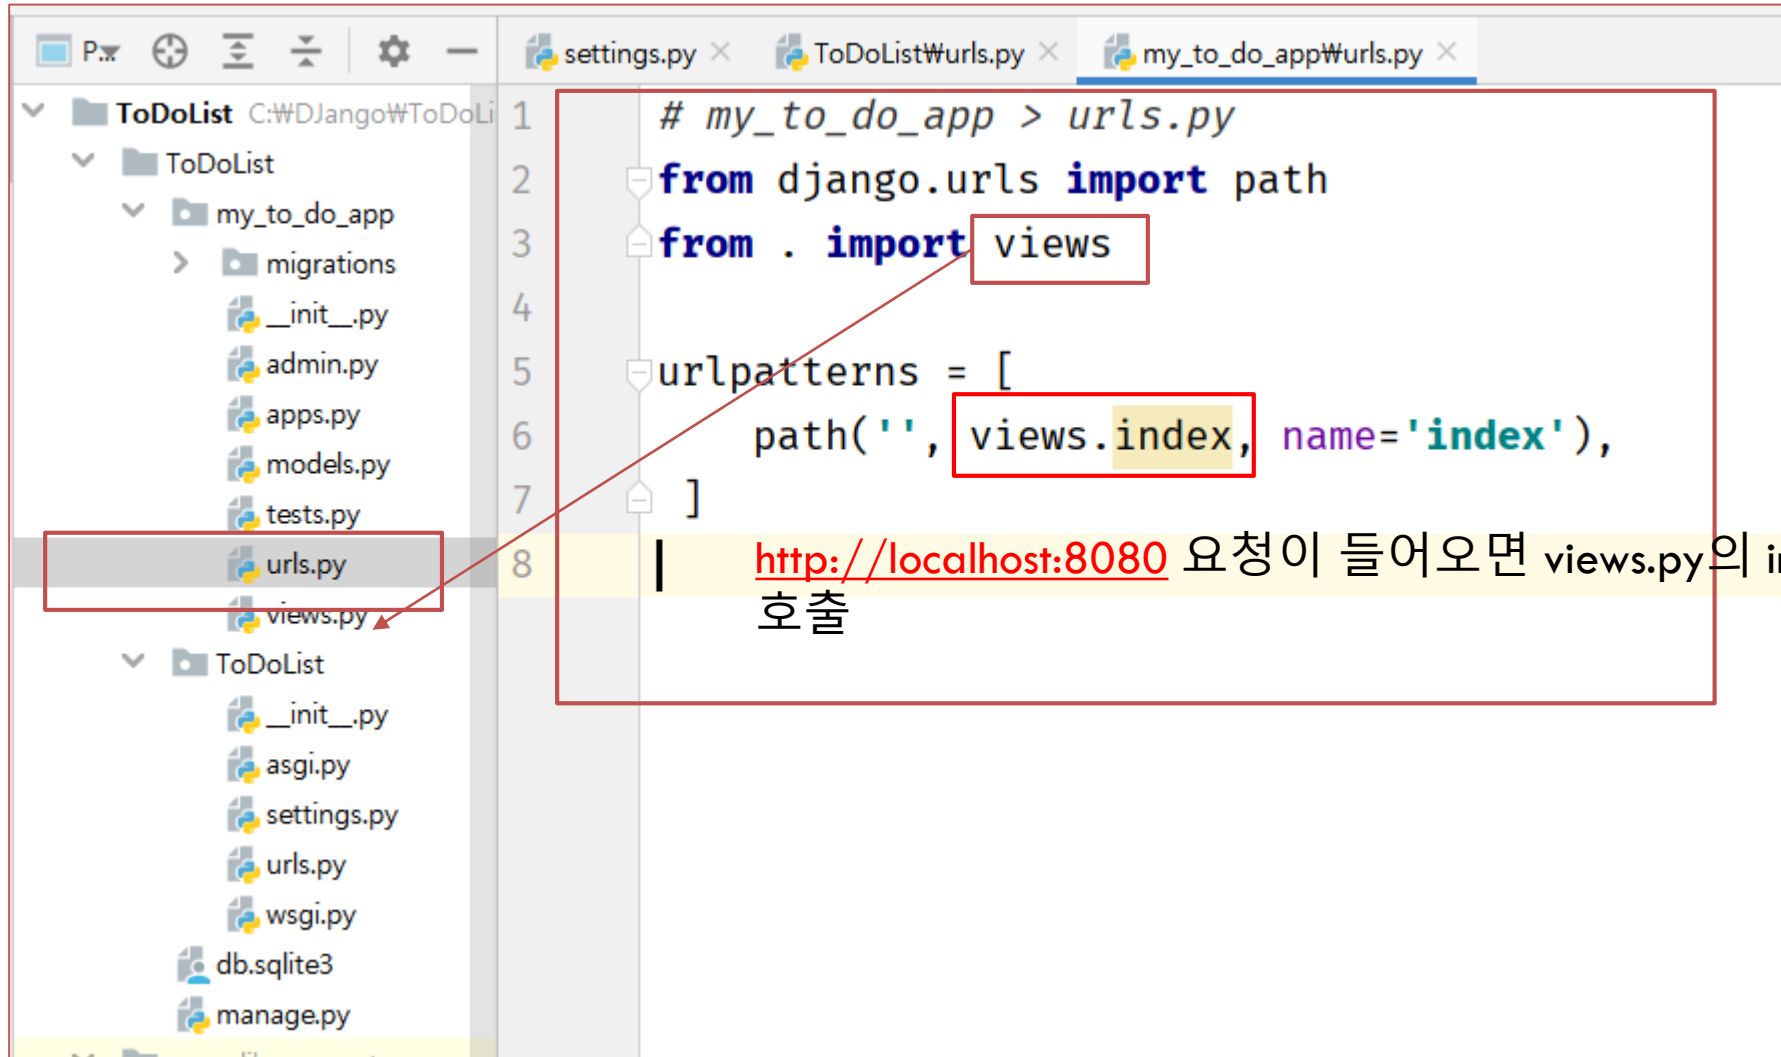 P..
settings.py
ToDoList₩urls.py
my_to_do_app₩urls.py
ToDoList C:₩DJango₩ToDoLi
ToDoList
my_to_do_app
migrations
__init__.py
admin.py
apps.py
models.py
tests.py
urls.py
views.py
ToDoList
__init__.py
asgi.py
settings.py
urls.py
wsgi.py
db.sqlite3
manage.py
1 # my_to_do_app > urls.py
2 from django.urls import path
3 from . import views
4
5 urlpatterns = [
6 path('', views.index, name='index'),
7 ]
8
http://localhost:8080 요청이 들어오면 views.py의
호출